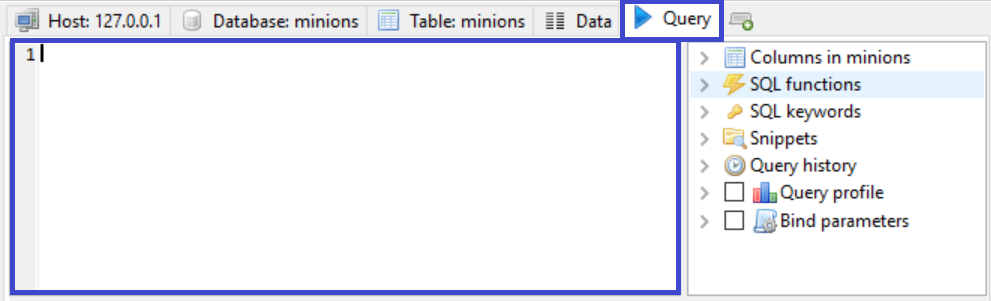 Host: 127.0.0.1 Database: minions Table: minions Data Query
1
Columns in minions
SQL functions
SQL keywords
Snippets
Query history
Query profile
Bind parameters